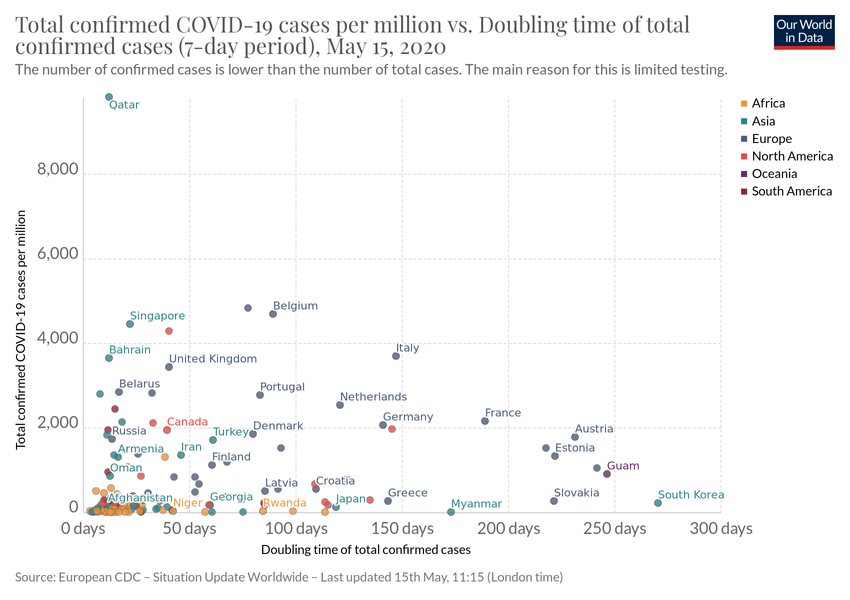 Total confirmed COVID-19 cases per million vs. Doubling time of total
confirmed cases (7-day period), May 15, 2020
Our World
in Data
The number of confirmed cases is lower than the number of total cases. The main reason for this is limited testing.
Africa
Asia
Europe
North America
Oceania
South America
Total confirmed COVID-19 cases per million
8,000
6,000
4,000
2,000
0
Qatar
Singapore
Belgium
Bahrain
Italy
United Kingdom
Belarus
Portugal
Netherlands
Canada
Germany
France
Russia
Turkey
Denmark
Austria
Armenia
Iran
Estonia
Oman
Finland
Guam
Latvia
Croatia
Afghanistan
Niger
Georgia
Rwanda
Japan
Greece
Myanmar
Slovakia
South Korea
0 days
50 days
100 days
150 days
200 days
250 days
300 days
Doubling time of total confirmed cases
Source: European CDC – Situation Update Worldwide – Last updated 15th May, 11:15 (London time)